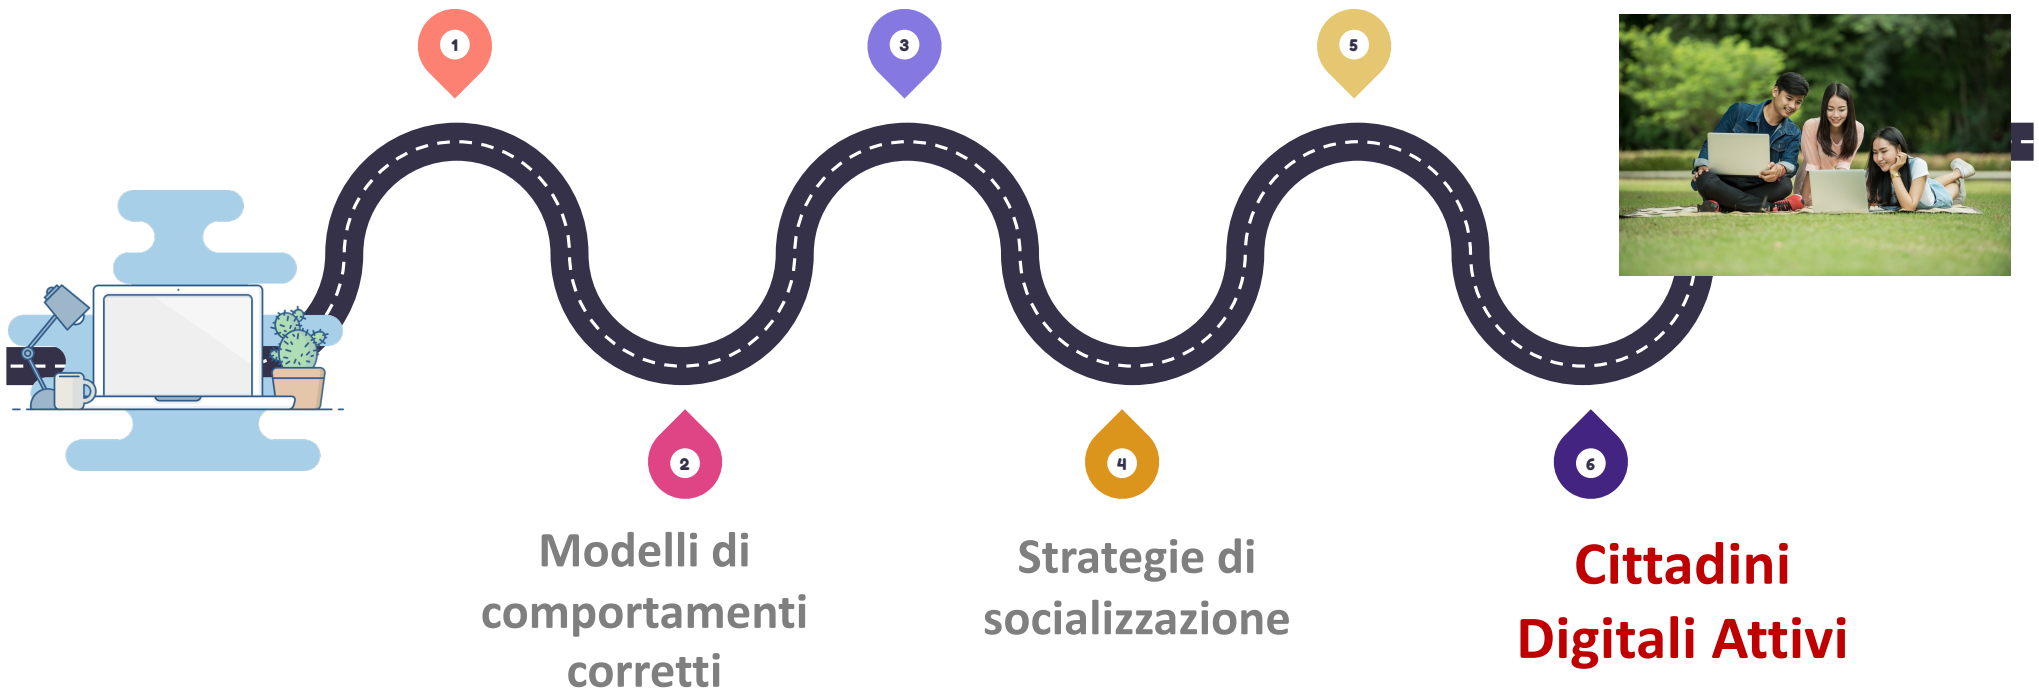 1
3
5
2
4
6
Modelli di
comportamenti
corretti
Strategie di
socializzazione
Cittadini
Digitali Attivi